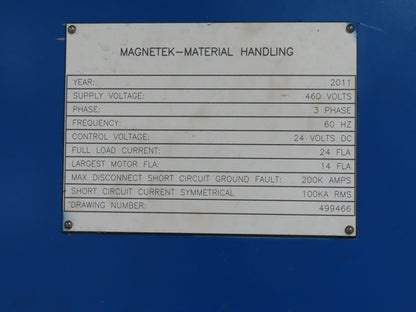 MAGNETEK-MATERIAL HANDLING
YEAR: 2011
SUPPLY VOLTAGE: 460 VOLTS
PHASE: 3 PHASE
FREQUENCY: 60 HZ
CONTROL VOLTAGE: 24 VOLTS DC
FULL LOAD CURRENT: 24 FLA
LARGEST MOTOR FLA: 14 FLA
MAX DISCONNECT SHORT CIRCUIT GROUND FAULT: 200K AMPS
SHORT CIRCUIT CURRENT SYMMETRICAL 100KA RMS
DRAWING NUMBER: 499466